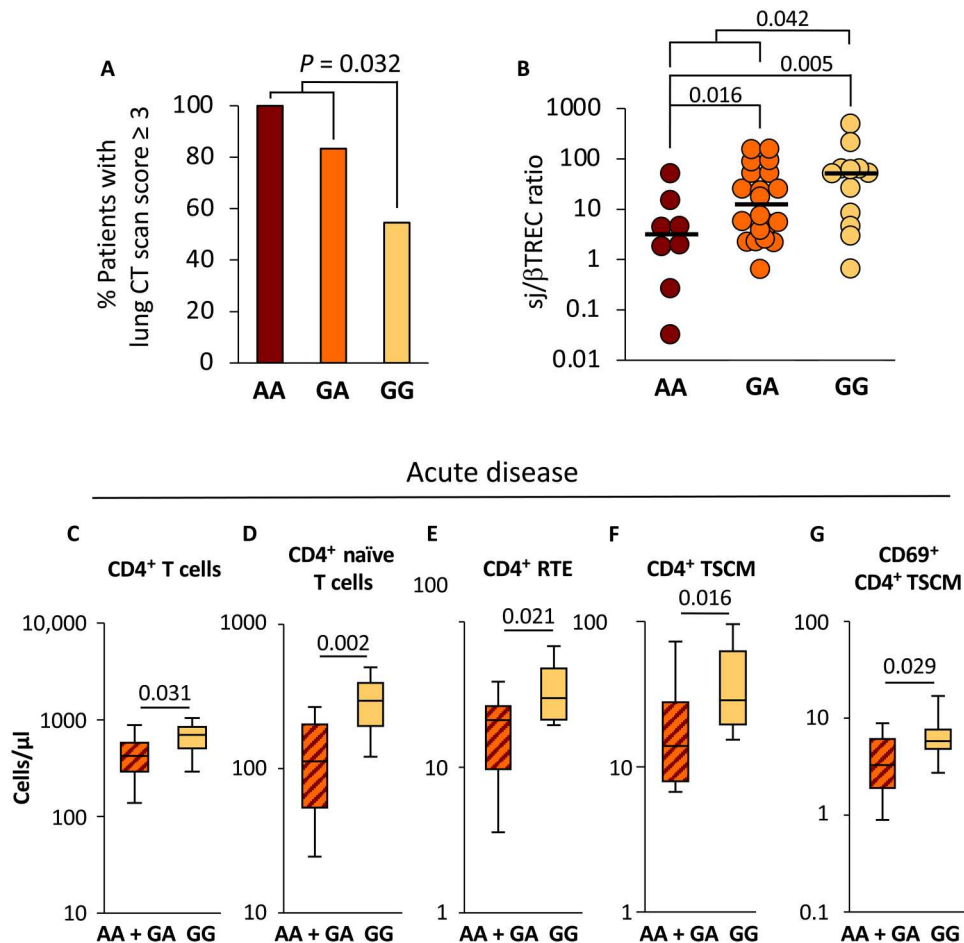 A
P = 0.032
% Patients with
lung CT scan score ≥ 3
100
80
60
40
20
0
AA GA GG
B
0.042
0.005
0.016
sj/βTREC ratio
1000
100
10
1
0.1
0.01
AA GA GG
Acute disease
C
CD4+ T cells
Cells/µl
10,000
1000
100
10
0.031
AA + GA GG
D
CD4+ naïve
T cells
1000
100
10
0.002
AA + GA GG
E
CD4+ RTE
100
10
1
0.021
AA + GA GG
F
CD4+ TSCM
100
10
1
0.016
AA + GA GG
G
CD69+
CD4+ TSCM
100
10
1
0.1
0.029
AA + GA GG